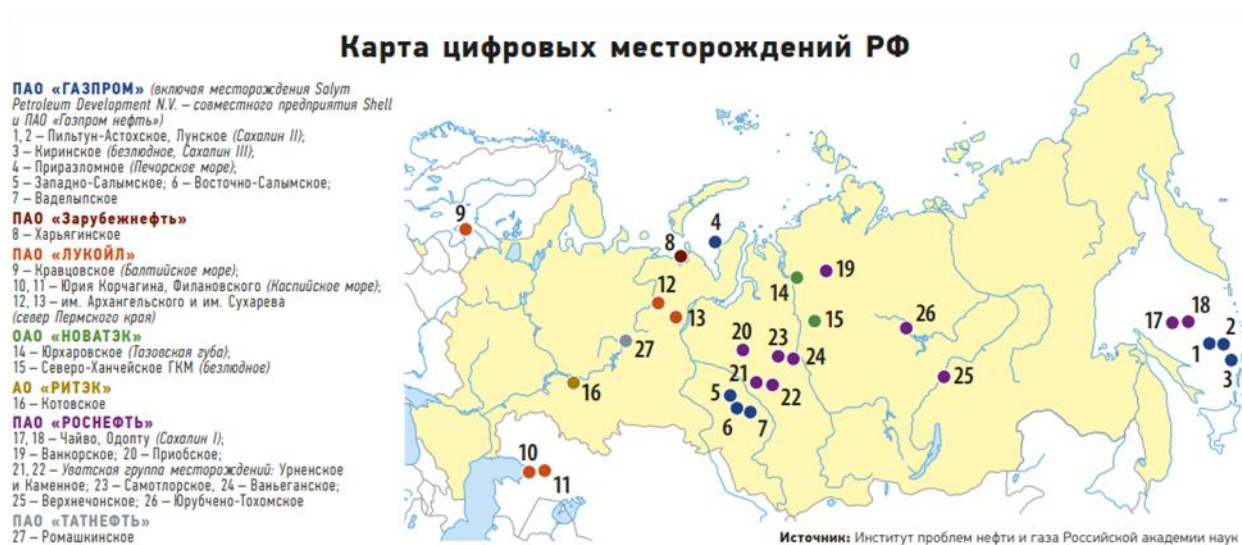 Карта цифровых месторождений РФ
ПАО «ГАЗПРОМ» (включая месторождения Salym
Petroleum Development N.V. – совместного предприятия Shell
и ПАО «Газпром нефть»)
1, 2 – Пильтун-Астохское, Лунское (Сахалин II);
3 – Киринское (безлюдное, Сахалин III);
4 – Приразломное (Печорское море);
5 – Западно-Салымское; 6 – Восточно-Салымское;
7 – Ваделыпское
ПАО «Зарубежнефть»
8 – Харьягинское
ПАО «ЛУКОЙЛ»
9 – Кравцовское (Балтийское море);
10, 11 – Юрия Корчагина, Филановского (Каспийское море);
12, 13 – им. Архангельского и им. Сухарева
(север Пермского края)
ОАО «НОВАТЭК»
14 – Юрхаровское (Тазовская губа);
15 – Северо-Ханчейское ГКМ (безлюдное)
АО «РИТЭК»
16 – Котовское
ПАО «РОСНЕФТЬ»
17, 18 – Чайво, Одопту (Сахалин I);
19 – Ванкорское; 20 – Приобское;
21, 22 – Уватская группа месторождений: Урненское
и Каменное; 23 – Самотлорское, 24 – Ваньеганское;
25 – Верхнечонское; 26 – Юрубчено-Тохомское
ПАО «ТАТНЕФТЬ»
27 – Ромашкинское
9
4
8
19
14
12
13
15
26
18
17
2
1
3
20
23
24
27
25
21
22
5
16
6
7
10
11
Источник: Институт проблем нефти и газа Российской академии наук